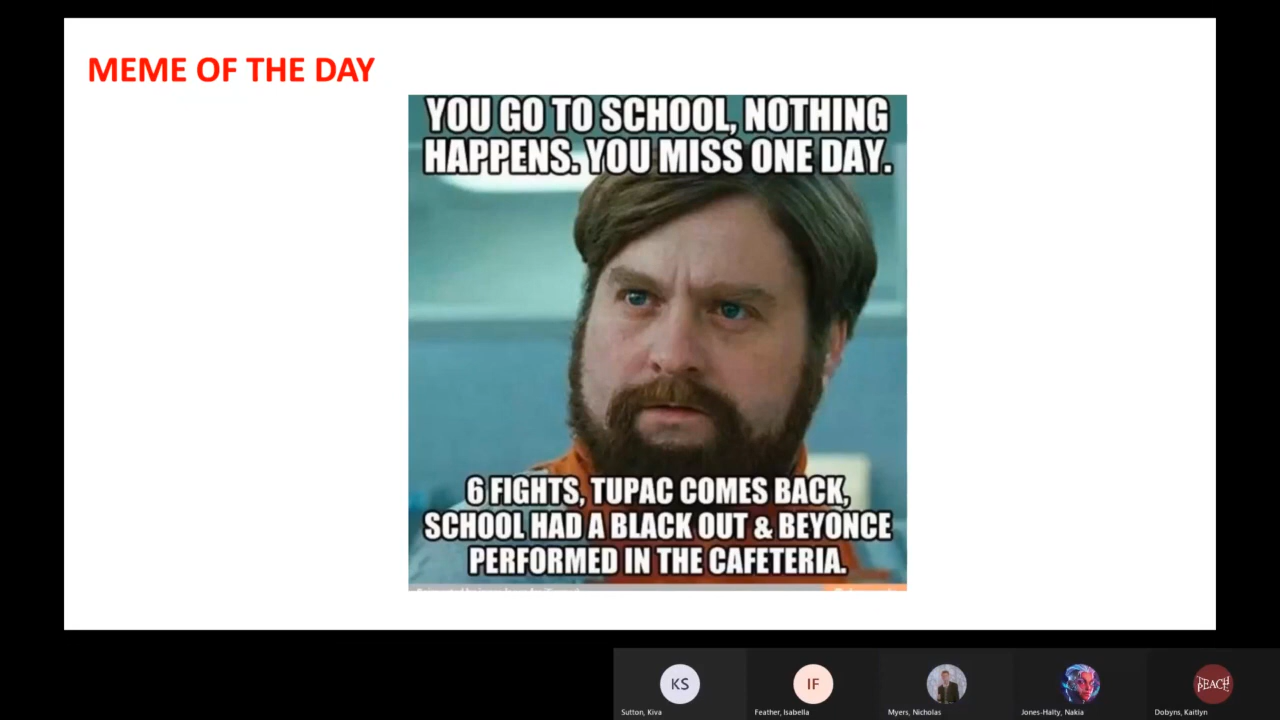 MEME OF THE DAY
YOU GO TO SCHOOL, NOTHING
HAPPENS. YOU MISS ONE DAY.
6 FIGHTS, TUPAC COMES BACK,
SCHOOL HAD A BLACK OUT & BEYONCE
PERFORMED IN THE CAFETERIA.
KS
IF
TEACH
Sutton, Kiva
Feather, Isabella
Myers, Nicholas
Jones-Halty, Nakia
Dobyns, Kaitlyn